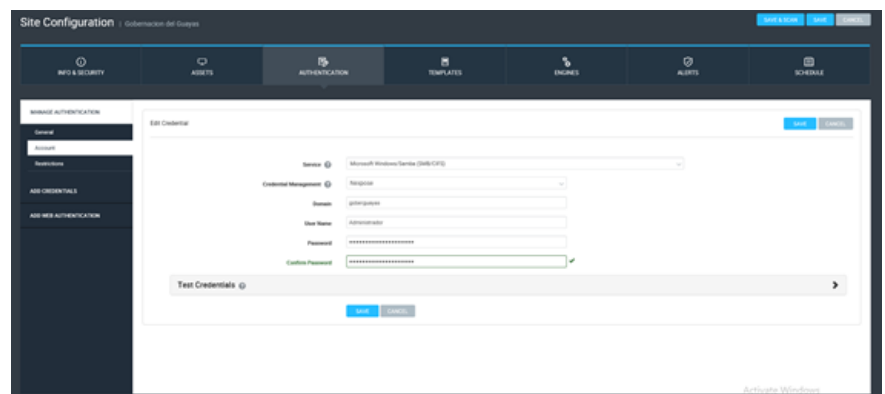 Site Configuration | Gobernacion del Guayas
SAVE & SCAN SAVE CANCEL
INFO & SECURITY ASSETS AUTHENTICATION TEMPLATES ENGINES ALERTS SCHEDULE
MANAGE AUTHENTICATION
General
Account
Restrictions
ADD CREDENTIALS
ADD WEB AUTHENTICATION
Edit Credential
SAVE CANCEL
Service Microsoft Windows/Samba (SMB/CIFS)
Credential Management Nexpose
Domain goberguayas
User Name Administrador
Password
Confirm Password
Test Credentials
SAVE CANCEL
Activate Windows